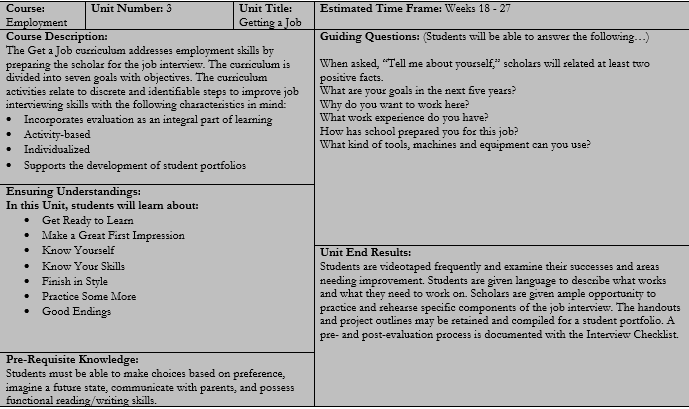 Course:
Employment
Unit Number: 3
Unit Title:
Getting a Job
Estimated Time Frame: Weeks 18 - 27
Course Description:
The Get a Job curriculum addresses employment skills by
preparing the scholar for the job interview. The curriculum is
divided into seven goals with objectives. The curriculum
activities relate to discrete and identifiable steps to improve job
interviewing skills with the following characteristics in mind:
• Incorporates evaluation as an integral part of learning
• Activity-based
• Individualized
• Supports the development of student portfolios
Guiding Questions: (Students will be able to answer the following…)
When asked, “Tell me about yourself,” scholars will related at least two
positive facts.
What are your goals in the next five years?
Why do you want to work here?
What work experience do you have?
How has school prepared you for this job?
What kind of tools, machines and equipment can you use?
Ensuring Understandings:
In this Unit, students will learn about:
• Get Ready to Learn
• Make a Great First Impression
• Know Yourself
• Know Your Skills
• Finish in Style
• Practice Some More
• Good Endings
Unit End Results:
Students are videotaped frequently and examine their successes and areas
needing improvement. Students are given language to describe what works
and what they need to work on. Scholars are given ample opportunity to
practice and rehearse specific components of the job interview. The handouts
and project outlines may be retained and compiled for a student portfolio. A
pre- and post-evaluation process is documented with the Interview Checklist.
Pre-Requisite Knowledge:
Students must be able to make choices based on preference,
imagine a future state, communicate with parents, and possess
functional reading/writing skills.